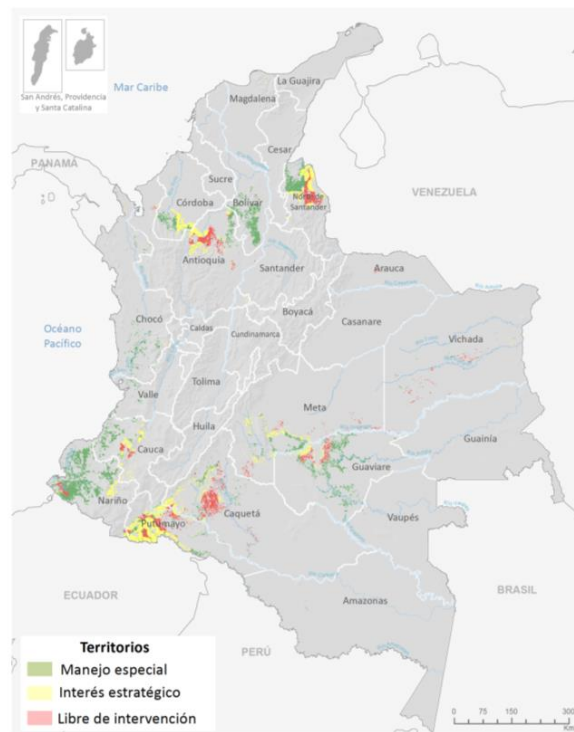 San Andrés, Providencia
y Santa Catalina
Mar Caribe
La Guajira
Magdalena
Cesar
PANAMÁ
Sucre
Córdoba
Bolívar
Norte de
Santander
VENEZUELA
Antioquia
Santander
Arauca
Chocó
Boyacá
Casanare
Vichada
Océano
Pacífico
Caldas
Cundinamarca
Valle
Tolima
Meta
Huila
Guainía
Cauca
Guaviare
Nariño
Putumayo
Caquetá
Vaupés
ECUADOR
Amazonas
BRASIL
PERÚ
Territorios
Manejo especial
Interés estratégico
Libre de intervención
0 75 150 300
Km